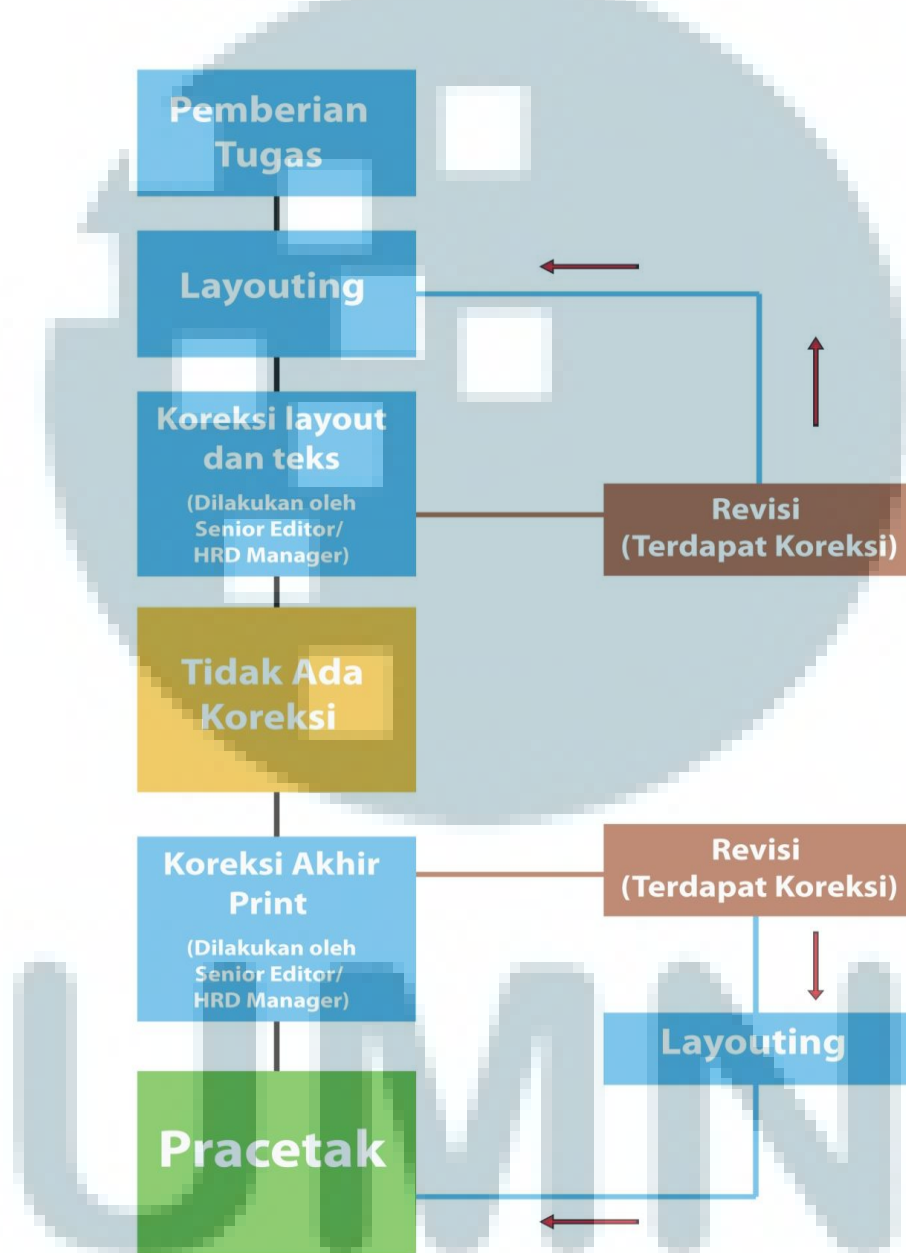 Pemberian
Tugas
Layouting
Koreksi layout
dan teks
(Dilakukan oleh
Senior Editor/
HRD Manager)
Revisi
(Terdapat Koreksi)
Tidak Ada
Koreksi
Koreksi Akhir
Print
(Dilakukan oleh
Senior Editor/
HRD Manager)
Revisi
(Terdapat Koreksi)
Layouting
Pracetak
UMN